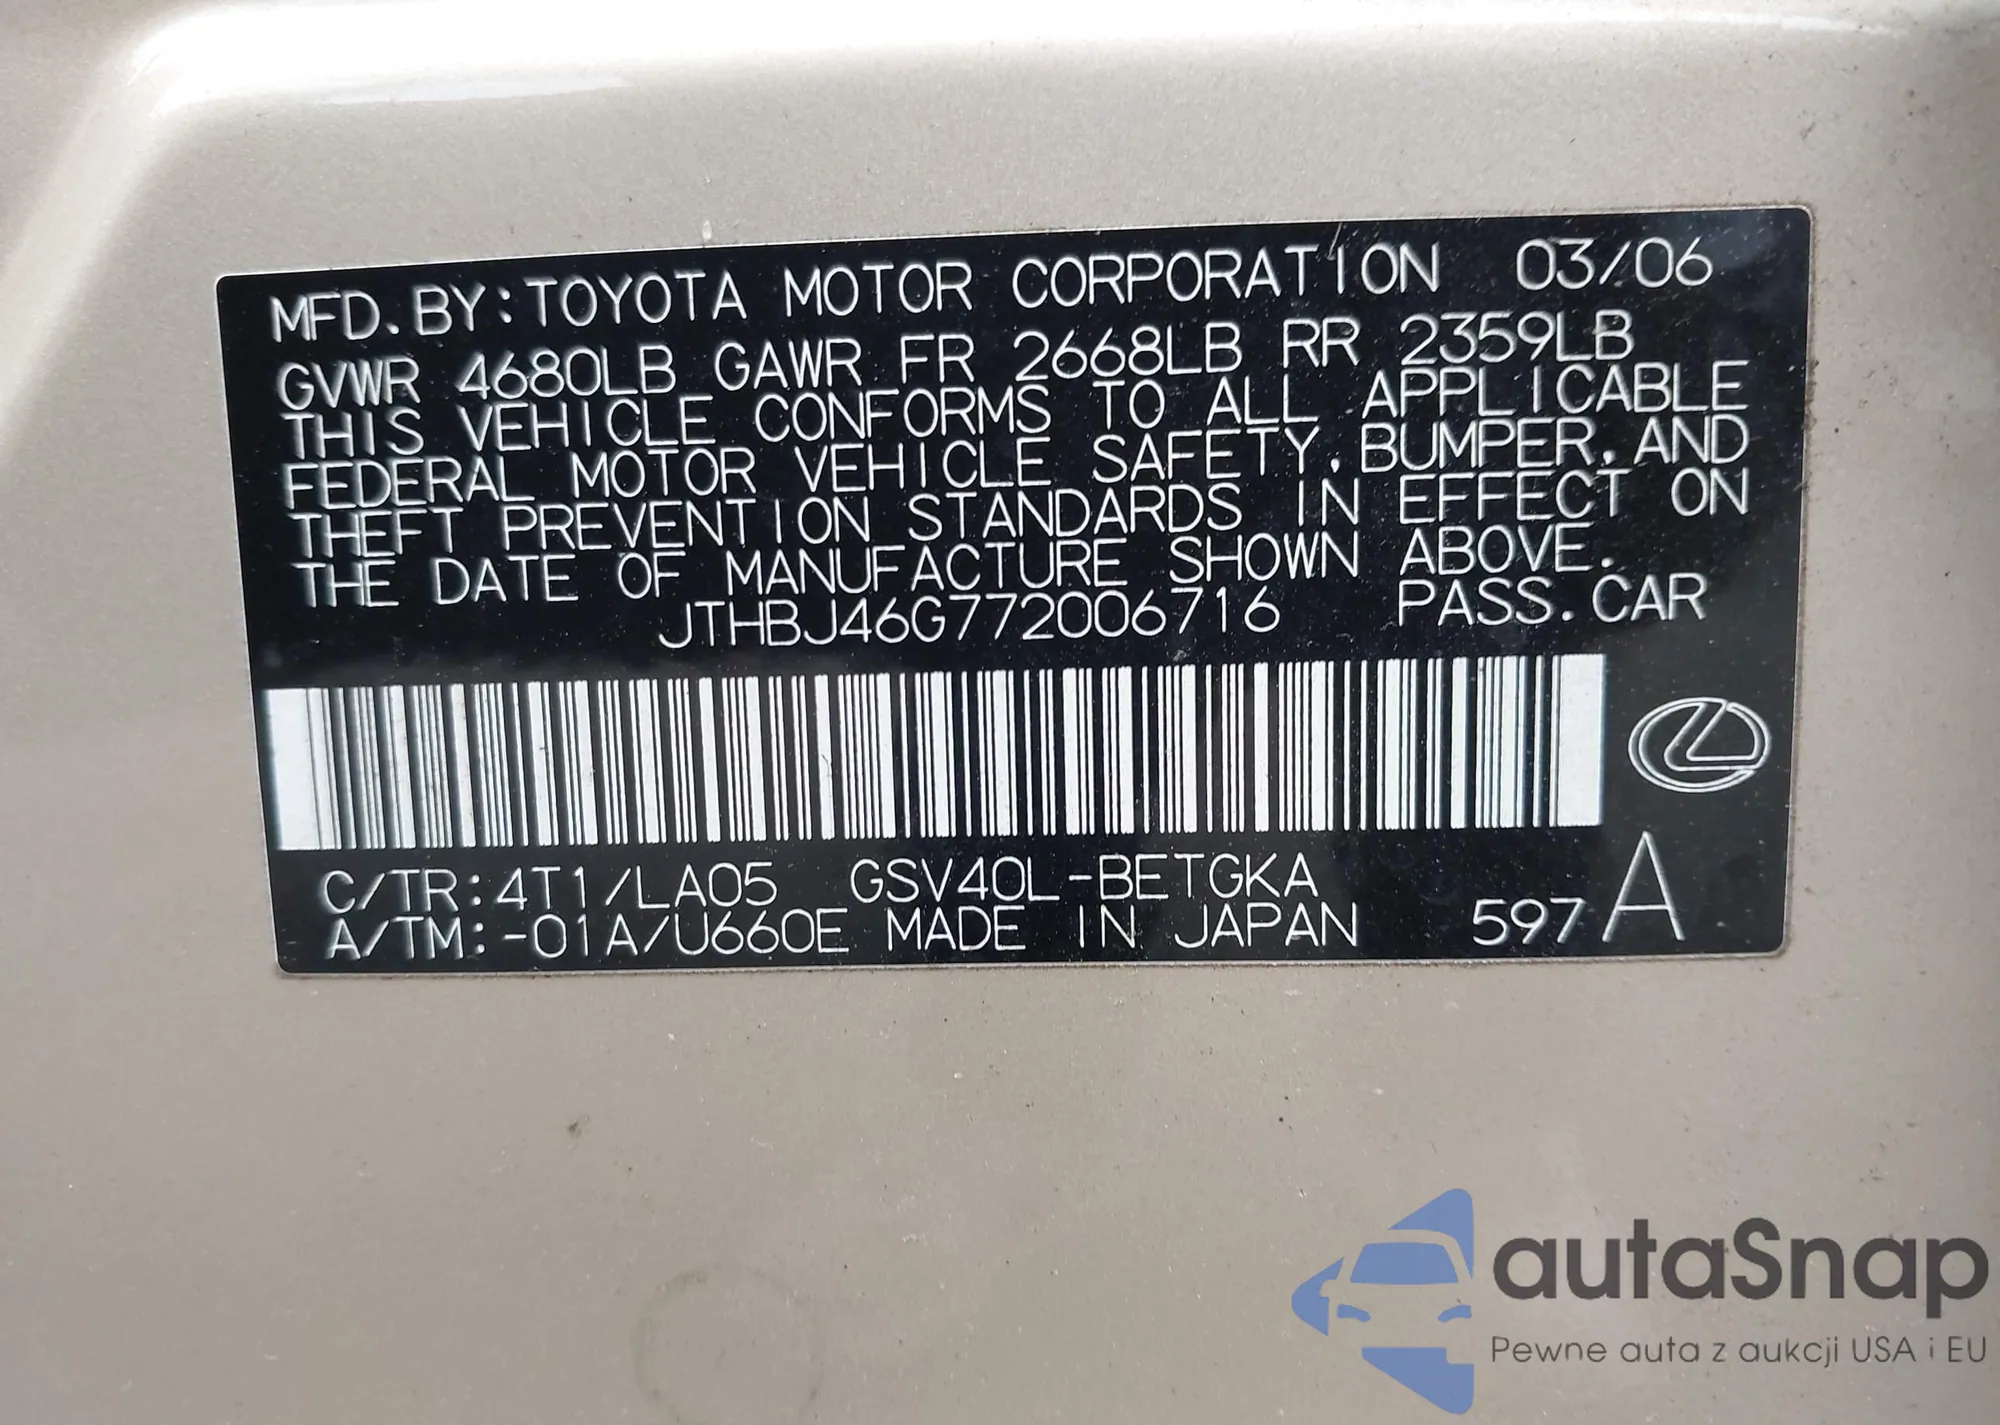 MFD. BY: TOYOTA MOTOR CORPORATION 03/06
GVWR 4680LB GAWR FR 2668LB RR 2359LB
THIS VEHICLE CONFORMS TO ALL APPLICABLE
FEDERAL MOTOR VEHICLE SAFETY, BUMPER, AND
THEFT PREVENTION STANDARDS IN EFFECT ON
THE DATE OF MANUFACTURE SHOWN ABOVE.
JTHBJ46G772006716 PASS. CAR
C/TR: 4T1/LA05 GSV40L-BETGKA
A/TM: -01A/U660E MADE IN JAPAN 597 A
autaSnap
Pewne auta z aukcji USA i EU